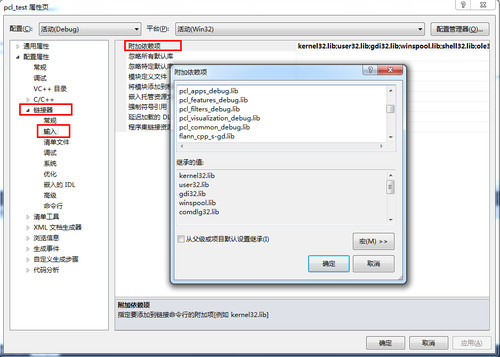 pcl_test 属性页
配置(C): 活动(Debug) 平台(P): 活动(Win32) 配置管理器(O)...
通用属性
配置属性
常规
调试
VC++ 目录
C/C++
链接器
常规
输入
清单文件
调试
系统
优化
嵌入的 IDL
高级
命令行
清单工具
XML 文档生成器
浏览信息
生成事件
自定义生成步骤
代码分析
附加依赖项 kernel32.lib;user32.lib;gdi32.lib;winspool.lib;shell32.lib;ole3
忽略所有默认库
忽略特定默认库
模块定义文件
将模块添加到
嵌入托管资源
强制符号引用
延迟加载的 DL
程序集链接资源
附加依赖项
pcl_apps_debug.lib
pcl_features_debug.lib
pcl_filters_debug.lib
pcl_visualization_debug.lib
pcl_common_debug.lib
flann_cpp_s-gd.lib
继承的值:
kernel32.lib
user32.lib
gdi32.lib
winspool.lib
comdlg32.lib
从父级或项目默认设置继承(I)
宏(M) >>
确定 取消
附加依赖项
指定要添加到链接命令行的附加项[例如 kernel32.lib]
确定 取消 应用(A)